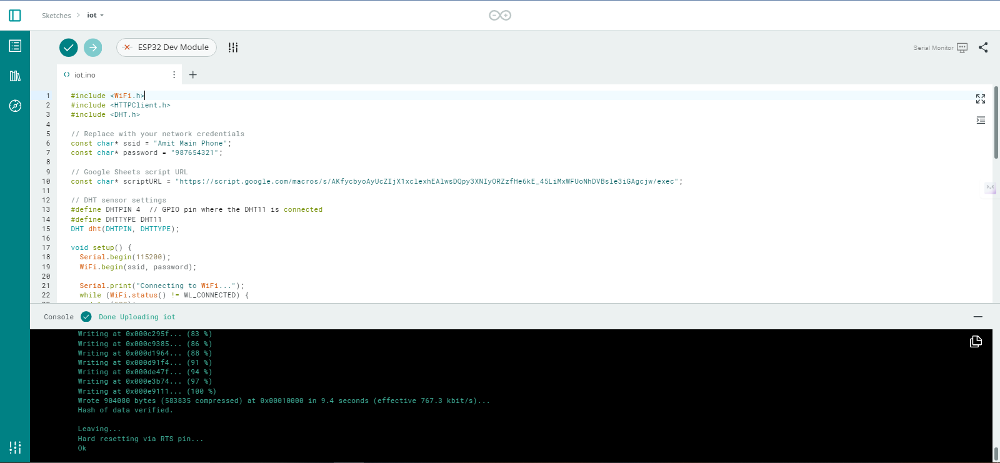 Sketches > iot
ESP32 Dev Module
Serial Monitor
iot.ino
1 #include <WiFi.h>
2 #include <HTTPClient.h>
3 #include <DHT.h>
4
5 // Replace with your network credentials
6 const char* ssid = "Amit Main Phone";
7 const char* password = "987654321";
8
9 // Google Sheets script URL
10 const char* scriptURL = "https://script.google.com/macros/s/AKfycbyoAyUcZIjX1xclexhEAlwsDQpy3XNIyORZzfHe6kE_45LiMxWFUoNhDVBsle3iGAgcjw/exec";
11
12 // DHT sensor settings
13 #define DHTPIN 4  // GPIO pin where the DHT11 is connected
14 #define DHTTYPE DHT11
15 DHT dht(DHTPIN, DHTTYPE);
16
17 void setup() {
18 Serial.begin(115200);
19 WiFi.begin(ssid, password);
20
21 Serial.print("Connecting to WiFi...");
22 while (WiFi.status() != WL_CONNECTED) {
Console Done Uploading iot
Writing at 0x000c295f... (83 %)
Writing at 0x000c9385... (86 %)
Writing at 0x000d1964... (88 %)
Writing at 0x000d91f4... (91 %)
Writing at 0x000de47f... (94 %)
Writing at 0x000e3b74... (97 %)
Writing at 0x000e9111... (100 %)
Wrote 904080 bytes (583835 compressed) at 0x00010000 in 9.4 seconds (effective 767.3 kbit/s)...
Hash of data verified.
Leaving...
Hard resetting via RTS pin...
Ok